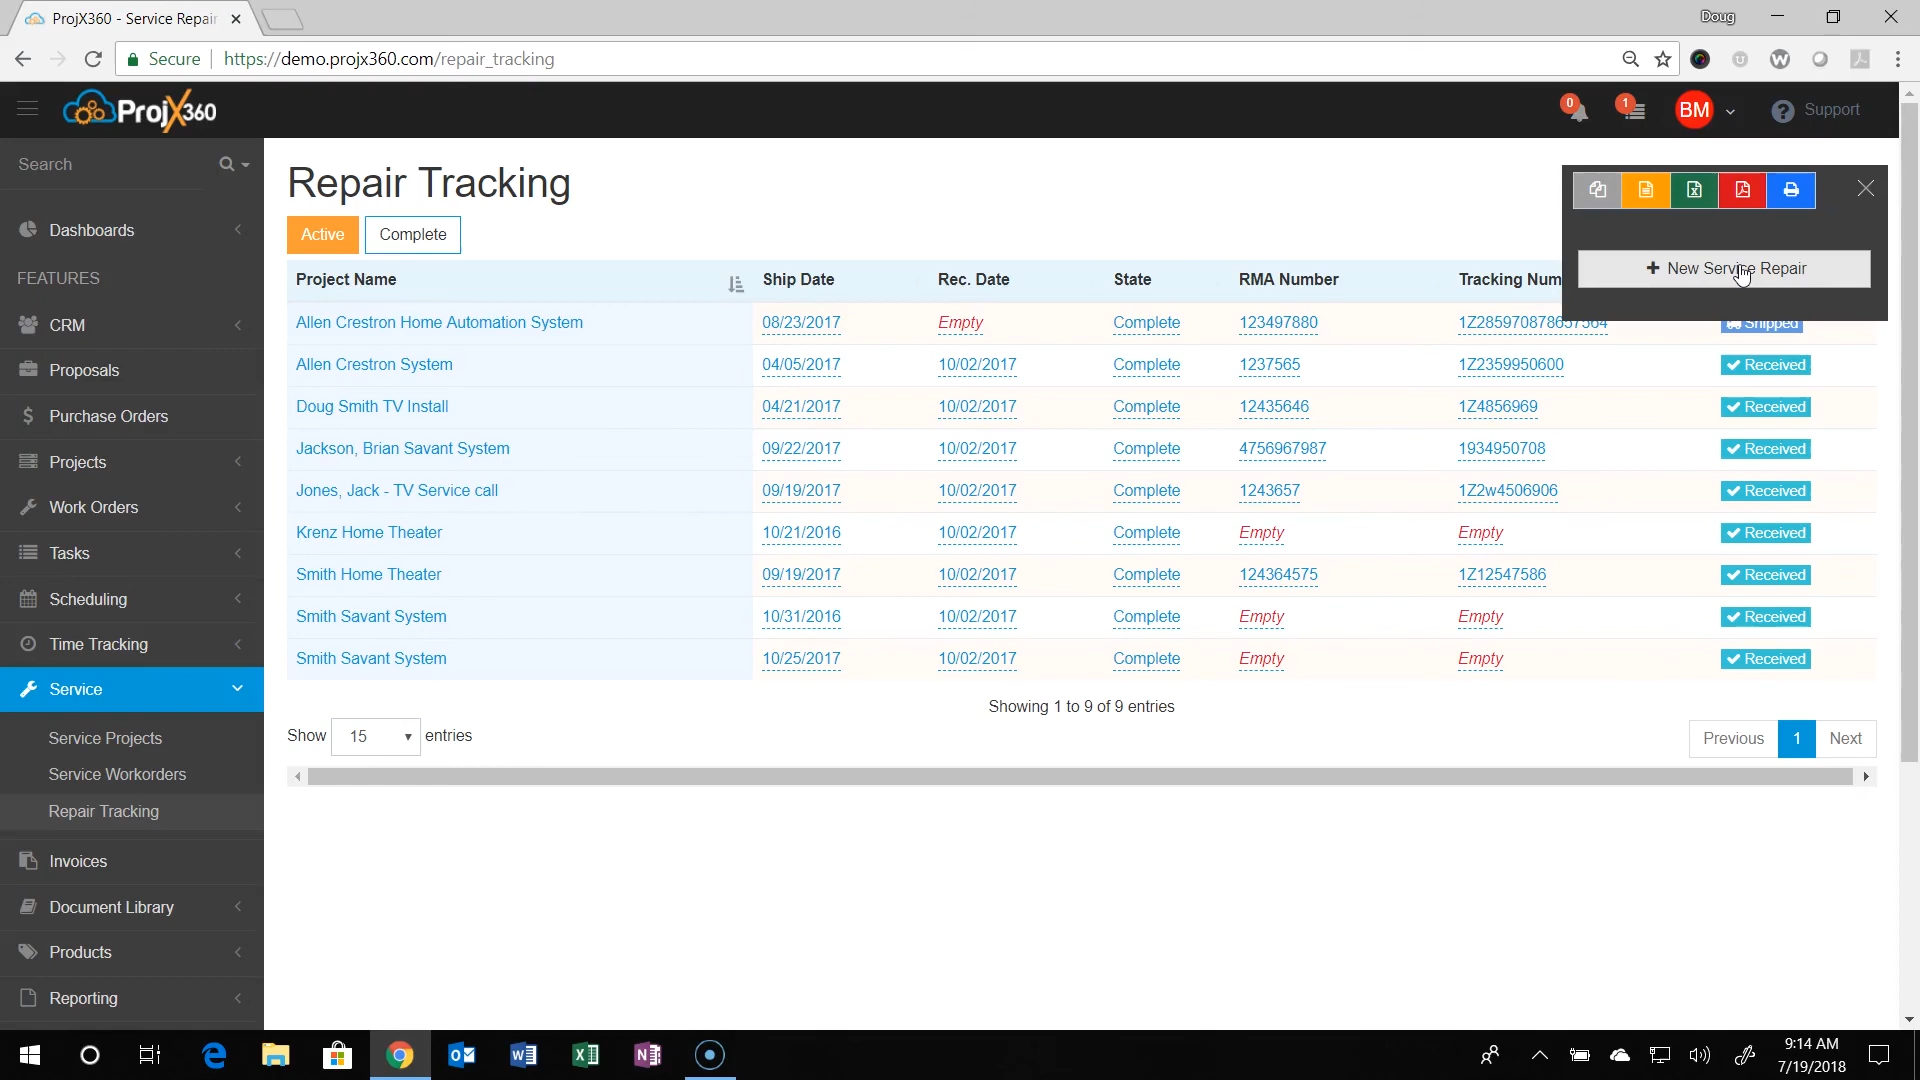 ProjX360 - Service Repair
Doug
Secure
https://demo.projx360.com/repair_tracking
ProjX360
0
1
BM
Support
Search
Dashboards
FEATURES
CRM
Proposals
Purchase Orders
Projects
Work Orders
Tasks
Scheduling
Time Tracking
Service
Service Projects
Service Workorders
Repair Tracking
Invoices
Document Library
Products
Reporting
Repair Tracking
Active Complete
New Service Repair
Project Name Ship Date Rec. Date State RMA Number Tracking Num
Allen Crestron Home Automation System 08/23/2017 Empty Complete 123497880 1Z285970878657564 Shipped
Allen Crestron System 04/05/2017 10/02/2017 Complete 1237565 1Z2359950600 Received
Doug Smith TV Install 04/21/2017 10/02/2017 Complete 12435646 1Z4856969 Received
Jackson, Brian Savant System 09/22/2017 10/02/2017 Complete 4756967987 1934950708 Received
Jones, Jack - TV Service call 09/19/2017 10/02/2017 Complete 1243657 1Z2w4506906 Received
Krenz Home Theater 10/21/2016 10/02/2017 Complete Empty Empty Received
Smith Home Theater 09/19/2017 10/02/2017 Complete 124364575 1Z12547586 Received
Smith Savant System 10/31/2016 10/02/2017 Complete Empty Empty Received
Smith Savant System 10/25/2017 10/02/2017 Complete Empty Empty Received
Showing 1 to 9 of 9 entries
Show 15 entries
Previous 1 Next
9:14 AM
7/19/2018